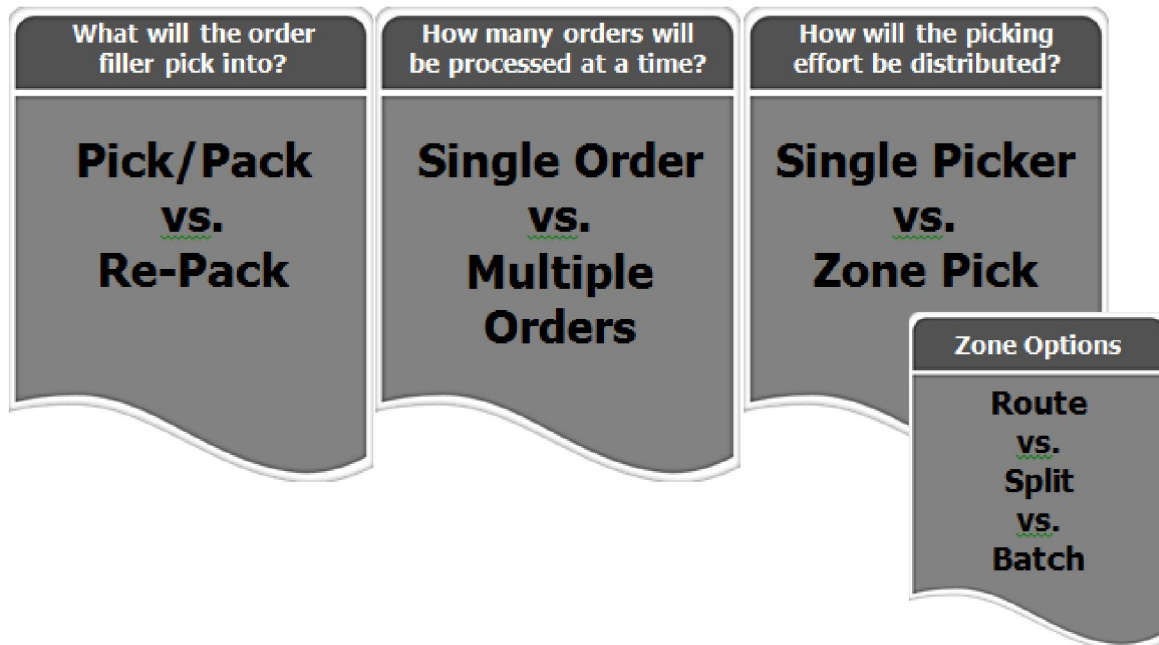 What will the order
filler pick into?
Pick/Pack
vs.
Re-Pack
How many orders will
be processed at a time?
Single Order
vs.
Multiple
Orders
How will the picking
effort be distributed?
Single Picker
vs.
Zone Pick
Zone Options
Route
vs.
Split
vs.
Batch